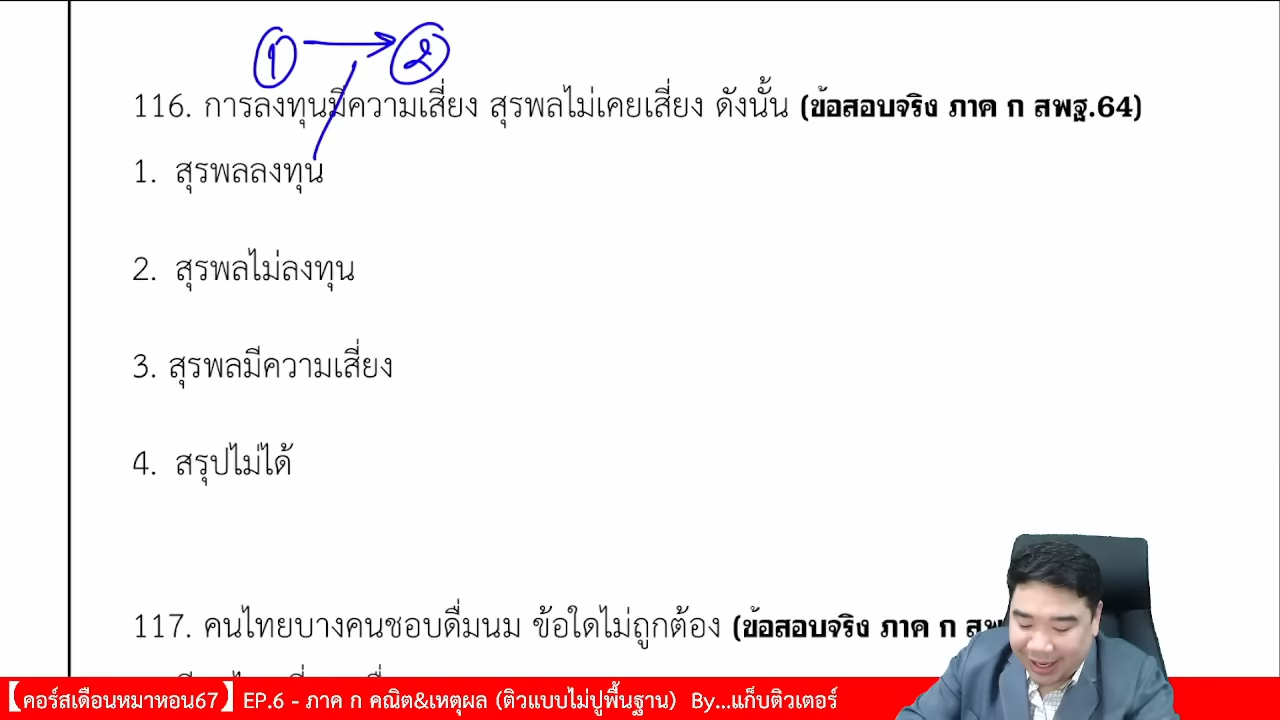 1 2
116. การลงทุนมีความเสี่ยง สุรพลไม่เคยเสี่ยง ดังนั้น (ข้อสอบจริง ภาค ก สพฐ.64)
1. สุรพลลงทุน
2. สุรพลไม่ลงทุน
3. สุรพลมีความเสี่ยง
4. สรุปไม่ได้
117. คนไทยบางคนชอบดื่มนม ข้อใดไม่ถูกต้อง (ข้อสอบจริง ภาค ก
【คอร์สเดือนหมาหอน67】 EP.6 - ภาค ก คณิต&เหตุผล (ติวแบบไม่ปูพื้นฐาน) By...แก็บติวเตอร์